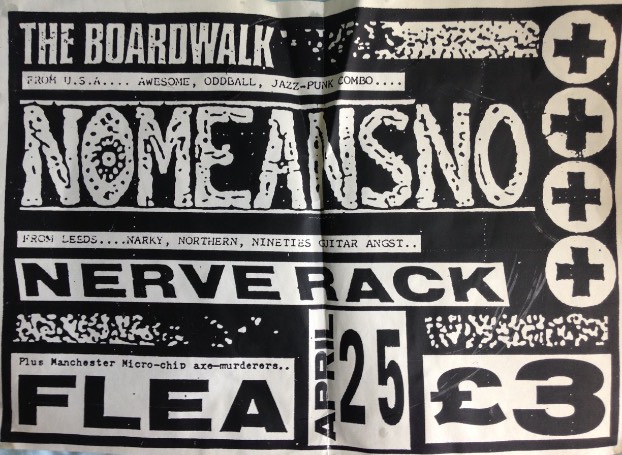 THE BOARDWALK
FROM U.S.A.... AWESOME, ODDBALL, JAZZ-PUNK COMBO....
NOMEANSNO
FROM LEEDS....NARKY, NORTHERN, NINETIES GUITAR ANGST..
NERVE RACK
Plus Manchester Micro-chip axe-murderers..
FLEA
APRIL
25
£3